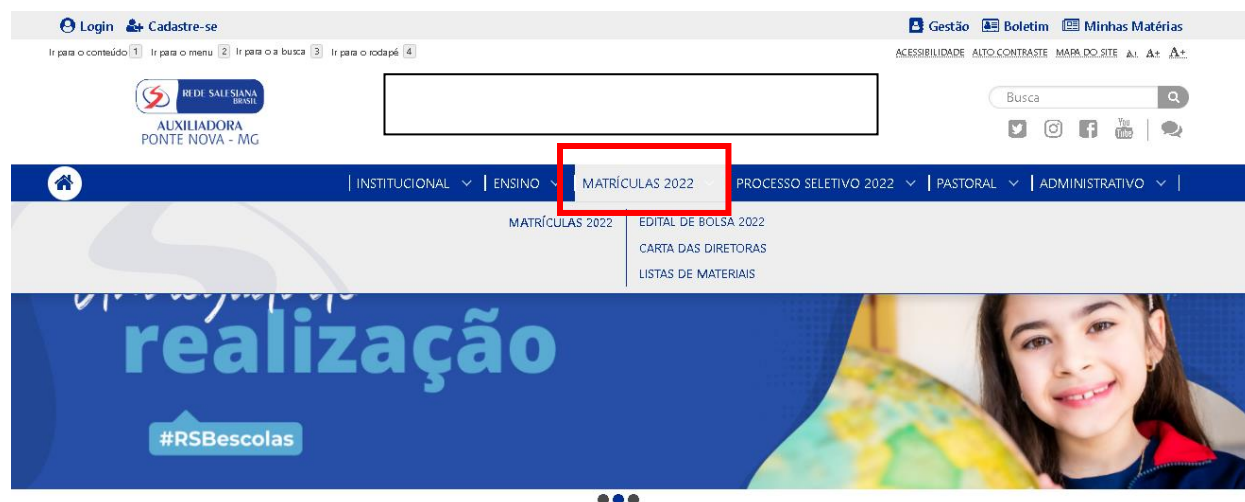 Login Cadastre-se Gestão Boletim Minhas Matérias
Ir para o conteúdo 1 Ir para o menu 2 Ir para o a busca 3 Ir para o rodapé 4 ACESSIBILIDADE ALTO CONTRASTE MAPA DO SITE A+ A+
REDE SALESIANA
BRASIL
AUXILIADORA
PONTE NOVA - MG
Busca
You
Tube
INSTITUCIONAL ENSINO MATRÍCULAS 2022 PROCESSO SELETIVO 2022 PASTORAL ADMINISTRATIVO
MATRÍCULAS 2022 EDITAL DE BOLSA 2022
CARTA DAS DIRETORAS
LISTAS DE MATERIAIS
realização
#RSBescolas